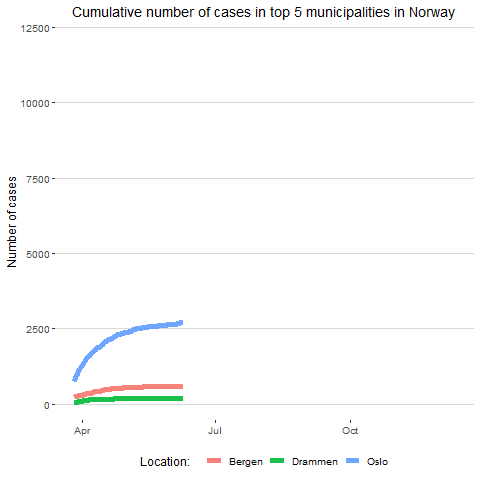 Cumulative number of cases in top 5 municipalities in Norway
Number of cases
12500
10000
7500
5000
2500
0
Apr Jul Oct
Location: Bergen Drammen Oslo